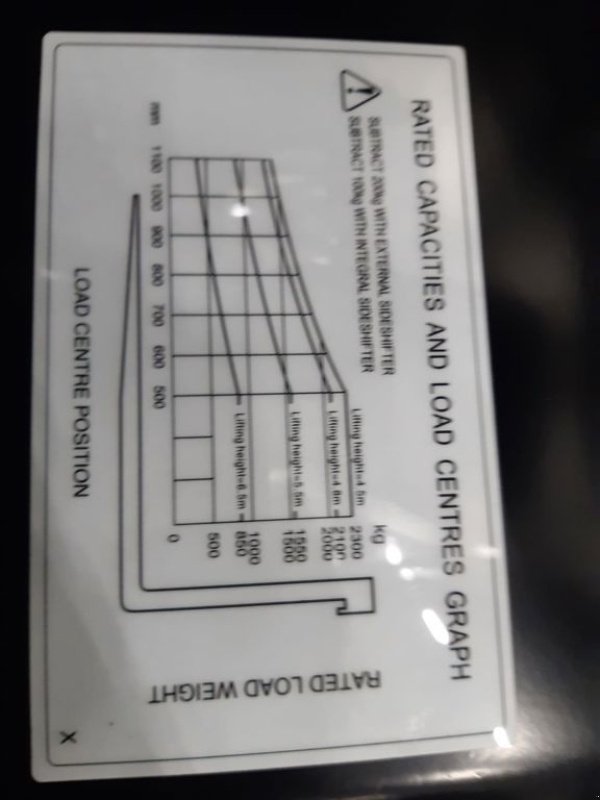 RATED CAPACITIES AND LOAD CENTRES GRAPH
SUBTRACT 200kg WITH EXTERNAL SIDESHIFTER
SUBTRACT 100kg WITH INTEGRAL SIDESHIFTER
kg
Lifting height=4.5m 2300
Lifting height=4.8m 2100
2000
Lifting height=5.5m 1550
1500
1000
Lifting height=6.5m 850
500
0
mm 1100 1000 900 800 700 600 500
LOAD CENTRE POSITION
RATED LOAD WEIGHT
X